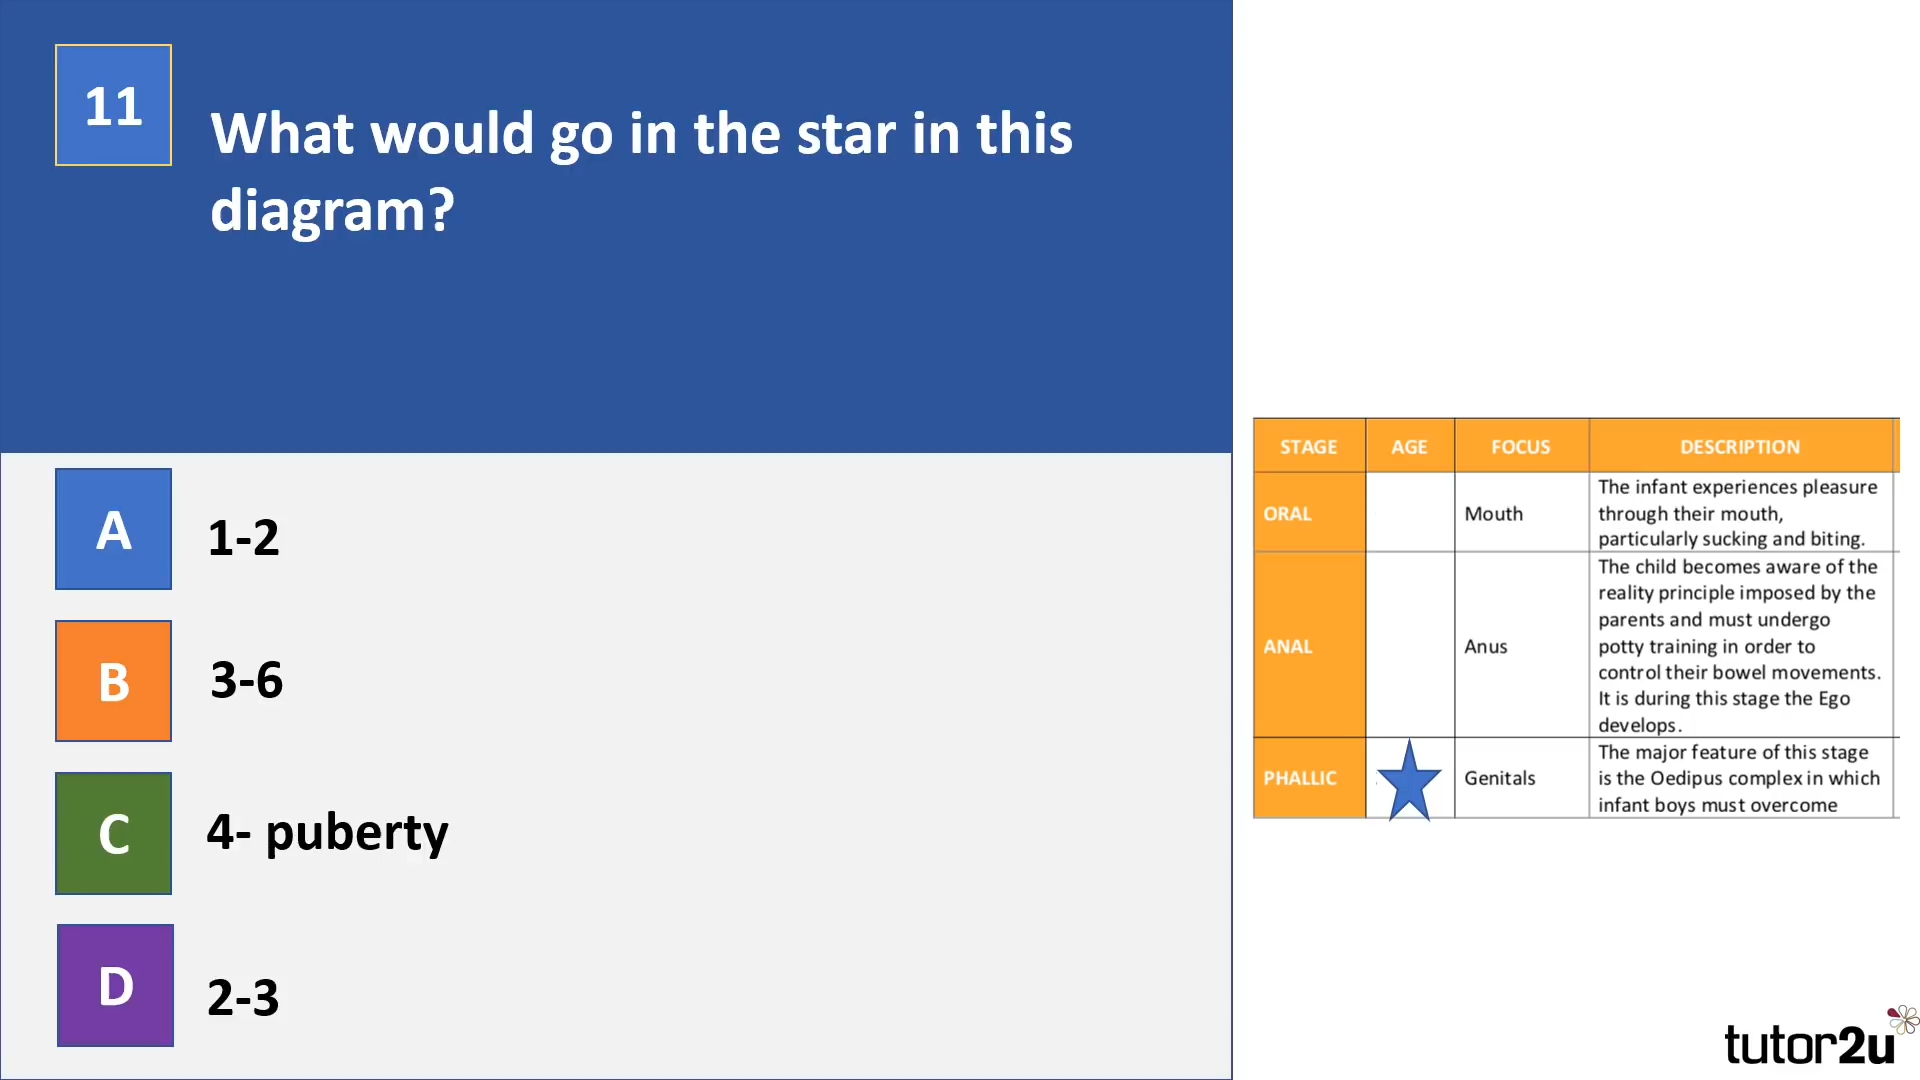 11
What would go in the star in this
diagram?
A
1-2
B
3-6
C
4- puberty
D
2-3
STAGE AGE FOCUS DESCRIPTION
ORAL
Mouth
The infant experiences pleasure
through their mouth,
particularly sucking and biting.
ANAL
Anus
The child becomes aware of the
reality principle imposed by the
parents and must undergo
potty training in order to
control their bowel movements.
It is during this stage the Ego
develops.
PHALLIC
Genitals
The major feature of this stage
is the Oedipus complex in which
infant boys must overcome
tutor2u